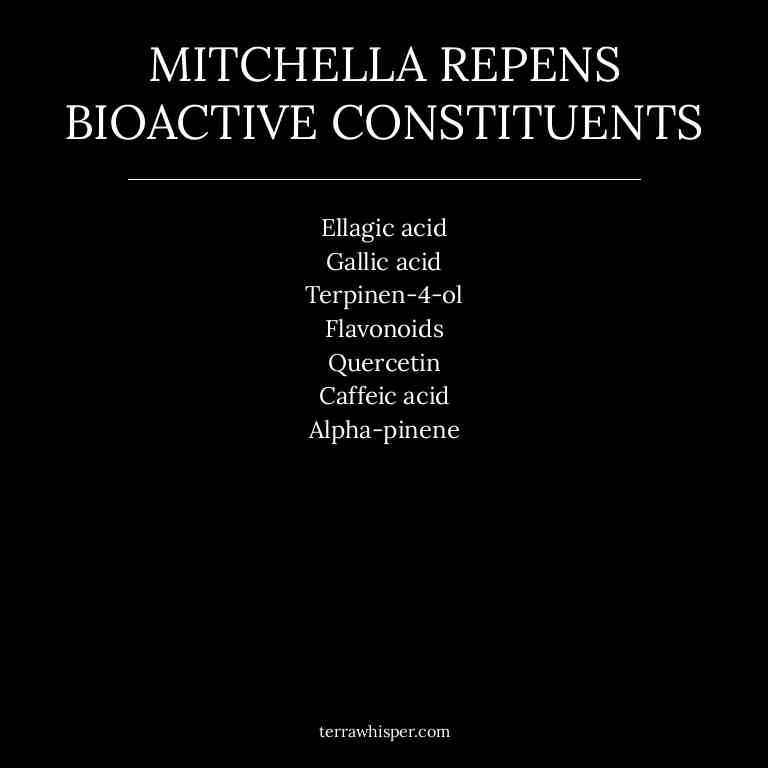 MITCHELLA REPENS
BIOACTIVE CONSTITUENTS
Ellagic acid
Gallic acid
Terpinen-4-ol
Flavonoids
Quercetin
Caffeic acid
Alpha-pinene
terrawhisper.com